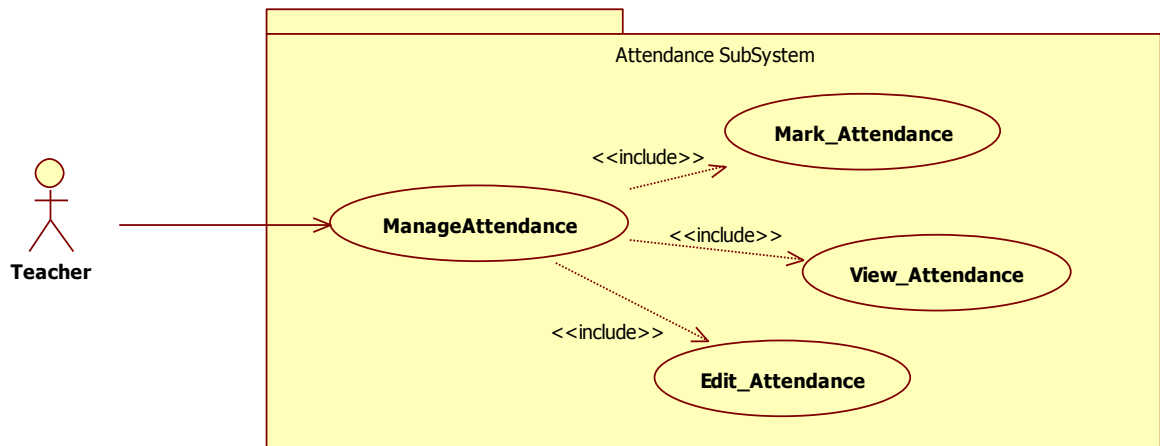 Attendance SubSystem
Mark_Attendance
<<include>>
ManageAttendance
<<include>>
View_Attendance
Teacher
<<include>>
Edit_Attendance